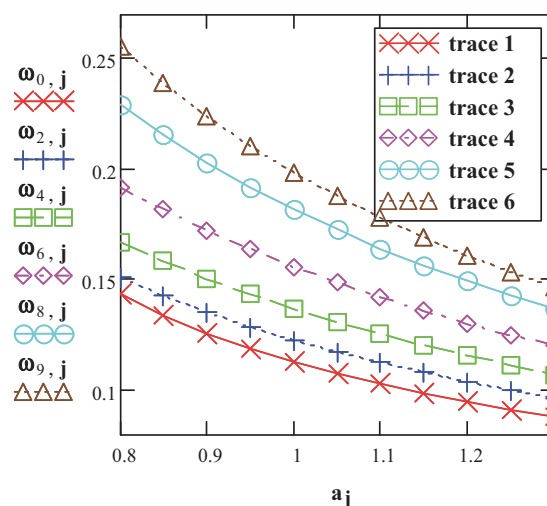 ω0 , j
ω2 , j
ω4 , j
ω6 , j
ω8 , j
ω9 , j
0.25
0.2
0.15
0.1
trace 1
trace 2
trace 3
trace 4
trace 5
trace 6
0.8 0.9 1 1.1 1.2
aj